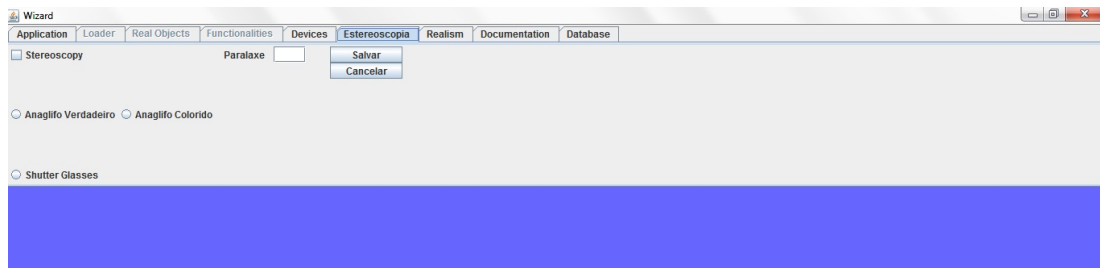 Wizard
Application Loader Real Objects Functionalities Devices Estereoscopia Realism Documentation Database
Stereoscopy Paralaxe Salvar
Cancelar
Anaglifo Verdadeiro Anaglifo Colorido
Shutter Glasses